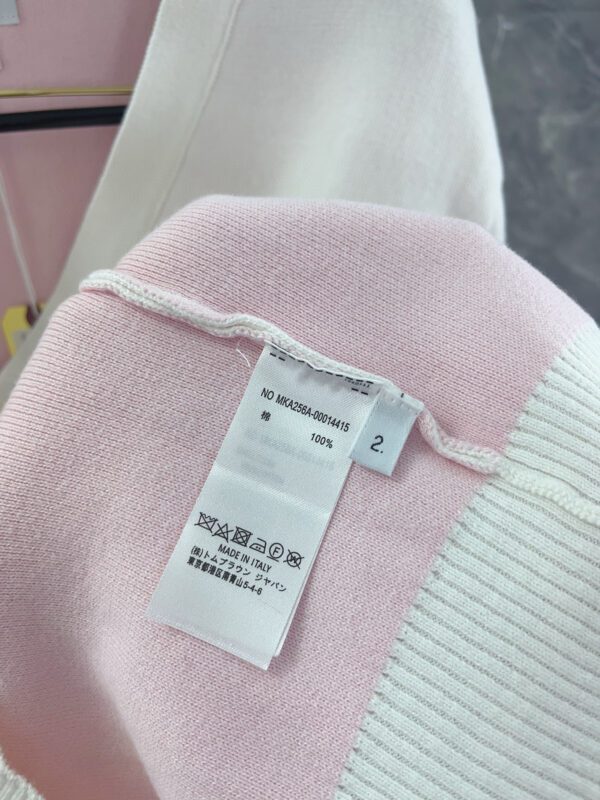 NO MKA256A-00014415
棉 100%
2.
MADE IN ITALY
(株)トムブラウン ジャパン
東京都港区南青山5-4-6